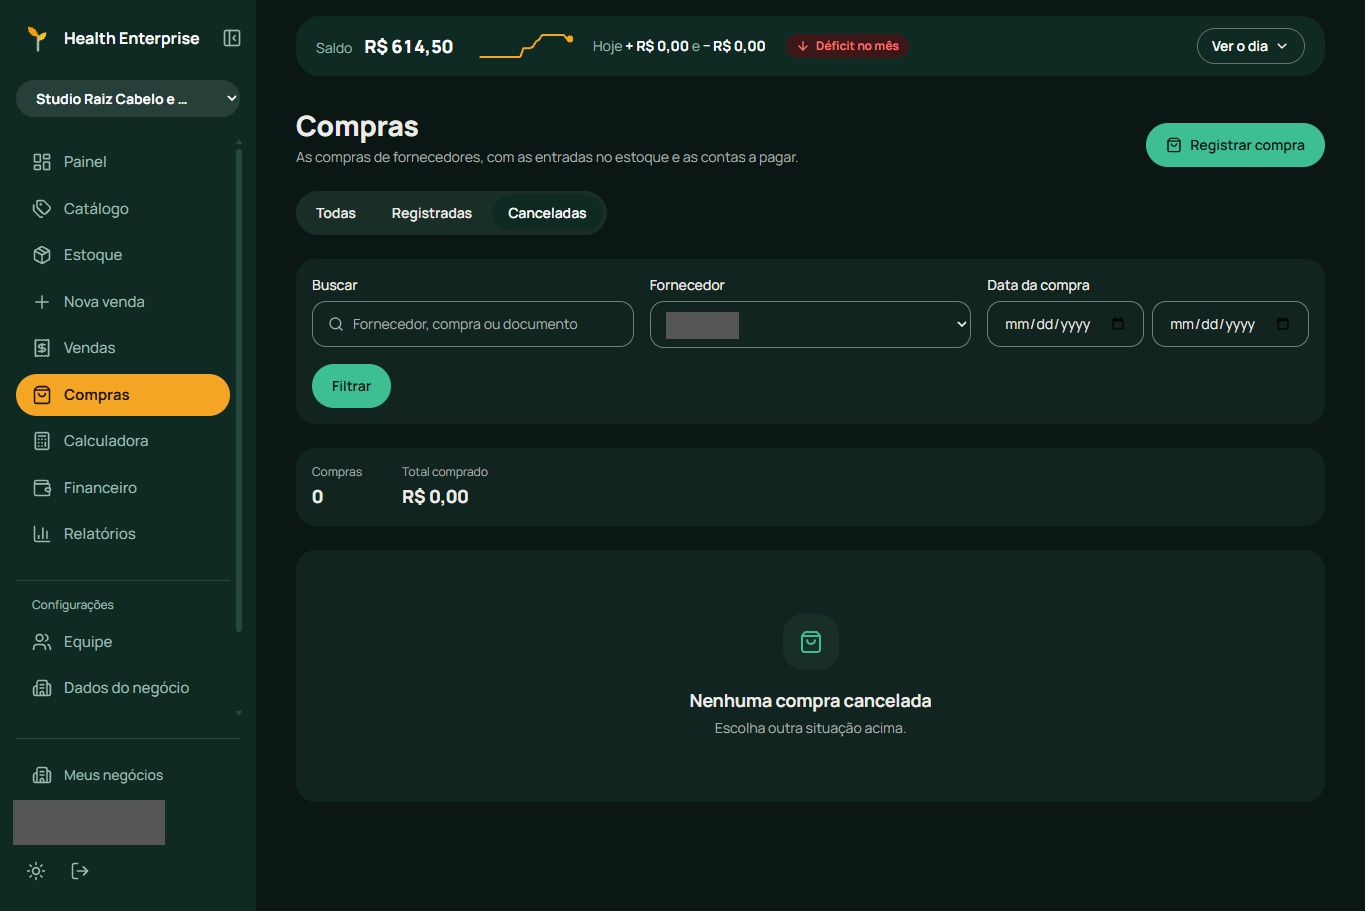 Health Enterprise
Studio Raiz Cabelo e ...
Painel
Catálogo
Estoque
Nova venda
Vendas
Compras
Calculadora
Financeiro
Relatórios
Configurações
Equipe
Dados do negócio
Meus negócios
Saldo R$ 614,50 Hoje + R$ 0,00 e − R$ 0,00 Déficit no mês Ver o dia
Compras
As compras de fornecedores, com as entradas no estoque e as contas a pagar.
Registrar compra
Todas Registradas Canceladas
Buscar Fornecedor Data da compra
Fornecedor, compra ou documento mm/dd/yyyy mm/dd/yyyy
Filtrar
Compras Total comprado
0 R$ 0,00
Nenhuma compra cancelada
Escolha outra situação acima.